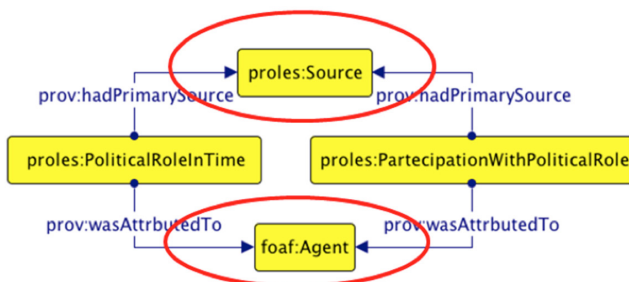 proles:Source
prov:hadPrimarySource prov:hadPrimarySource
proles:PoliticalRoleInTime proles:PartecipationWithPoliticalRole
prov:wasAttrbutedTo prov:wasAttrbutedTo
foaf:Agent